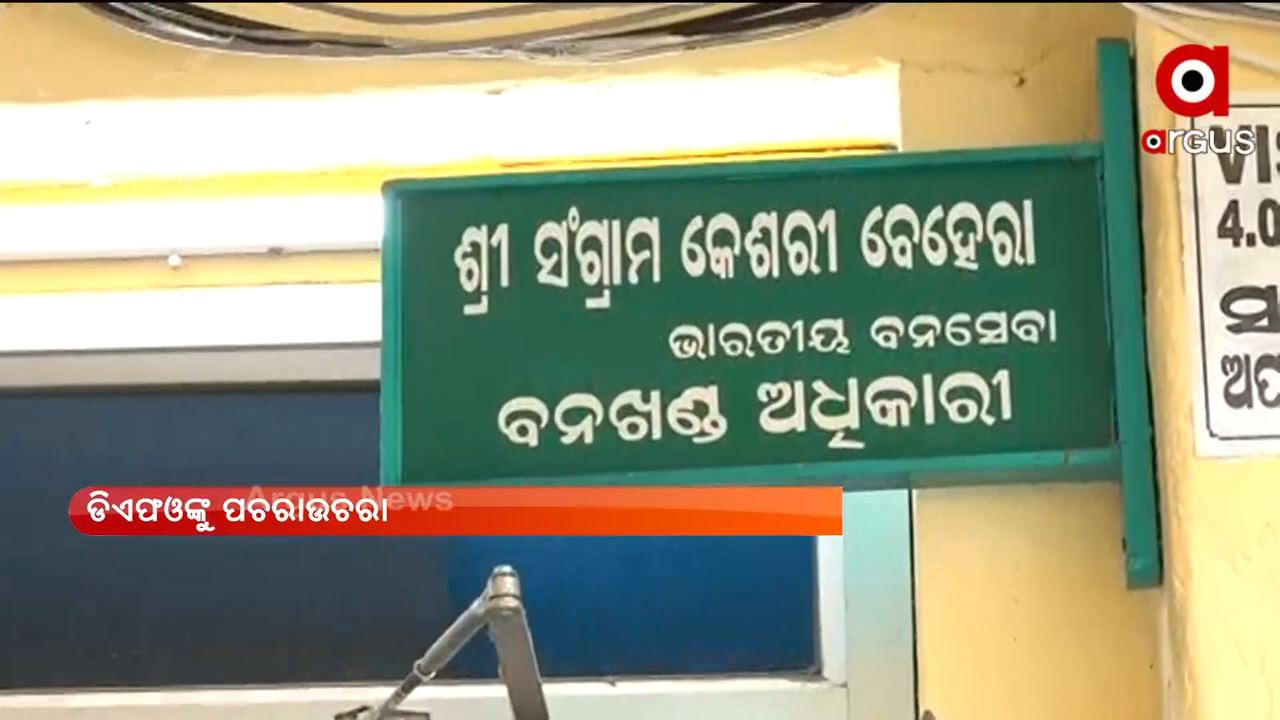 argus
ଶ୍ରୀ ସଂଗ୍ରାମ କେଶରୀ ବେହେରା
ଭାରତୀୟ ବନସେବା
ବନଖଣ୍ଡ ଅଧିକାରୀ
4.0
Argus News
ଡିଏଫଓଙ୍କୁ ପଚରାଉଚରା